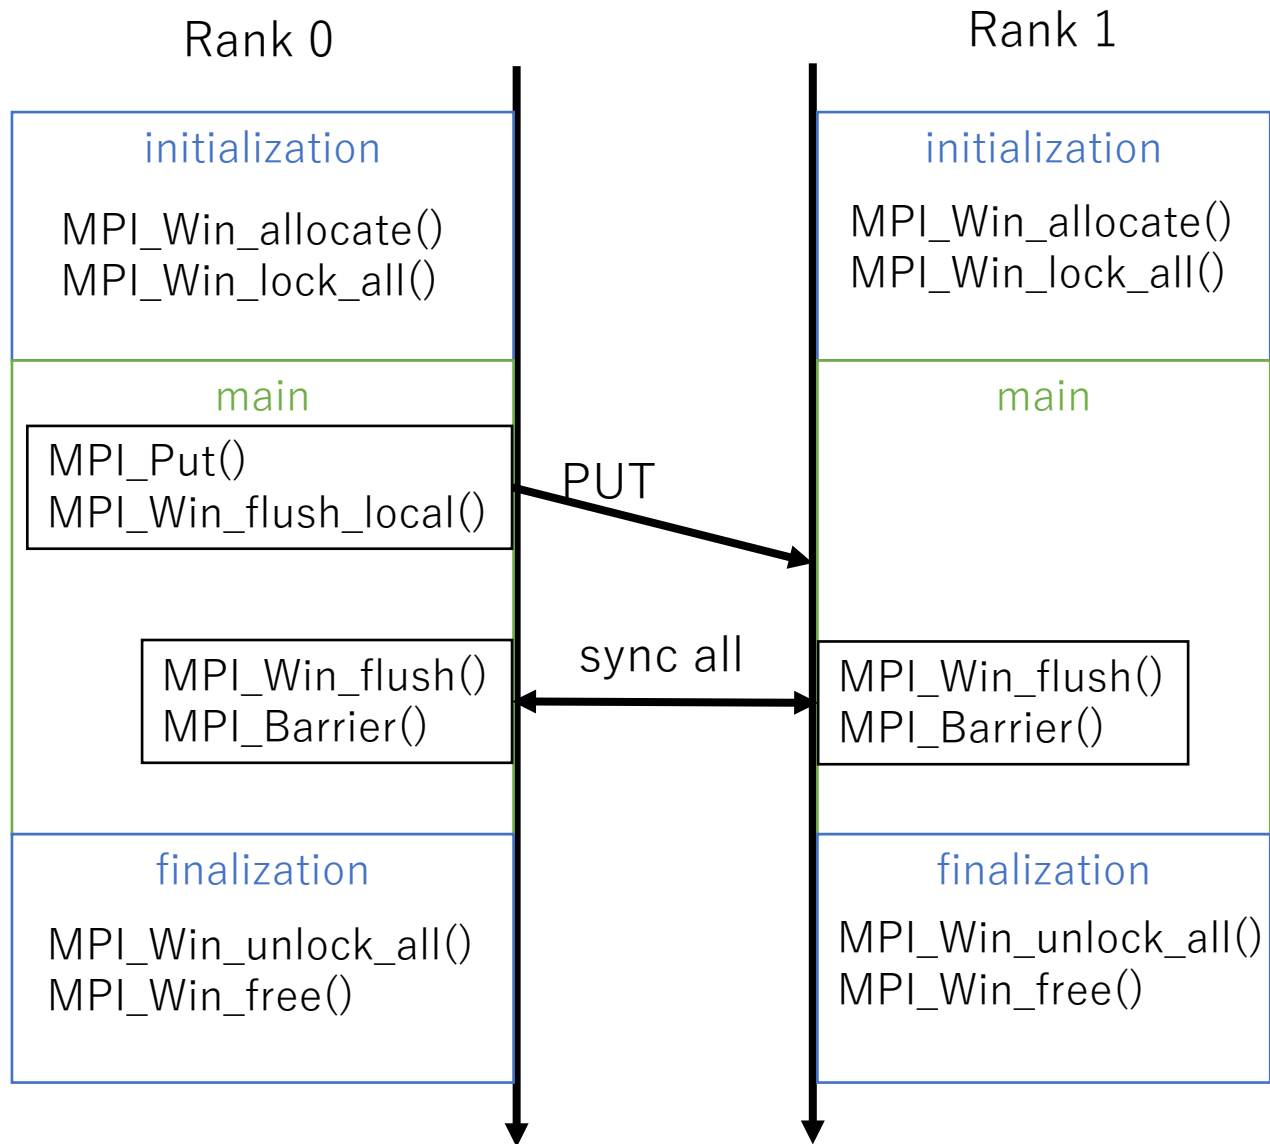 Rank 0
Rank 1
initialization
MPI_Win_allocate()
MPI_Win_lock_all()
initialization
MPI_Win_allocate()
MPI_Win_lock_all()
main
MPI_Put()
MPI_Win_flush_local()
PUT
main
MPI_Win_flush()
MPI_Barrier()
sync all
MPI_Win_flush()
MPI_Barrier()
finalization
MPI_Win_unlock_all()
MPI_Win_free()
finalization
MPI_Win_unlock_all()
MPI_Win_free()